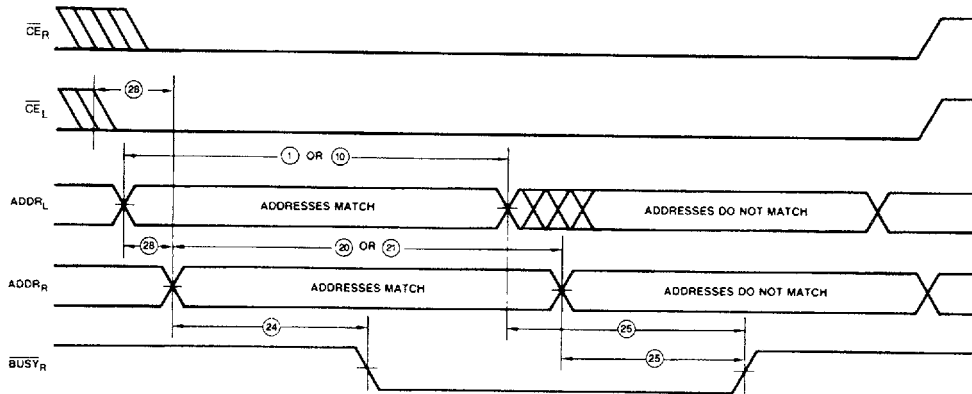 CE_R
CE_L
28
1 OR 10
ADDR_L
ADDRESSES MATCH
ADDRESSES DO NOT MATCH
28
20 OR 21
ADDR_R
ADDRESSES MATCH
ADDRESSES DO NOT MATCH
24
25
25
BUSY_R